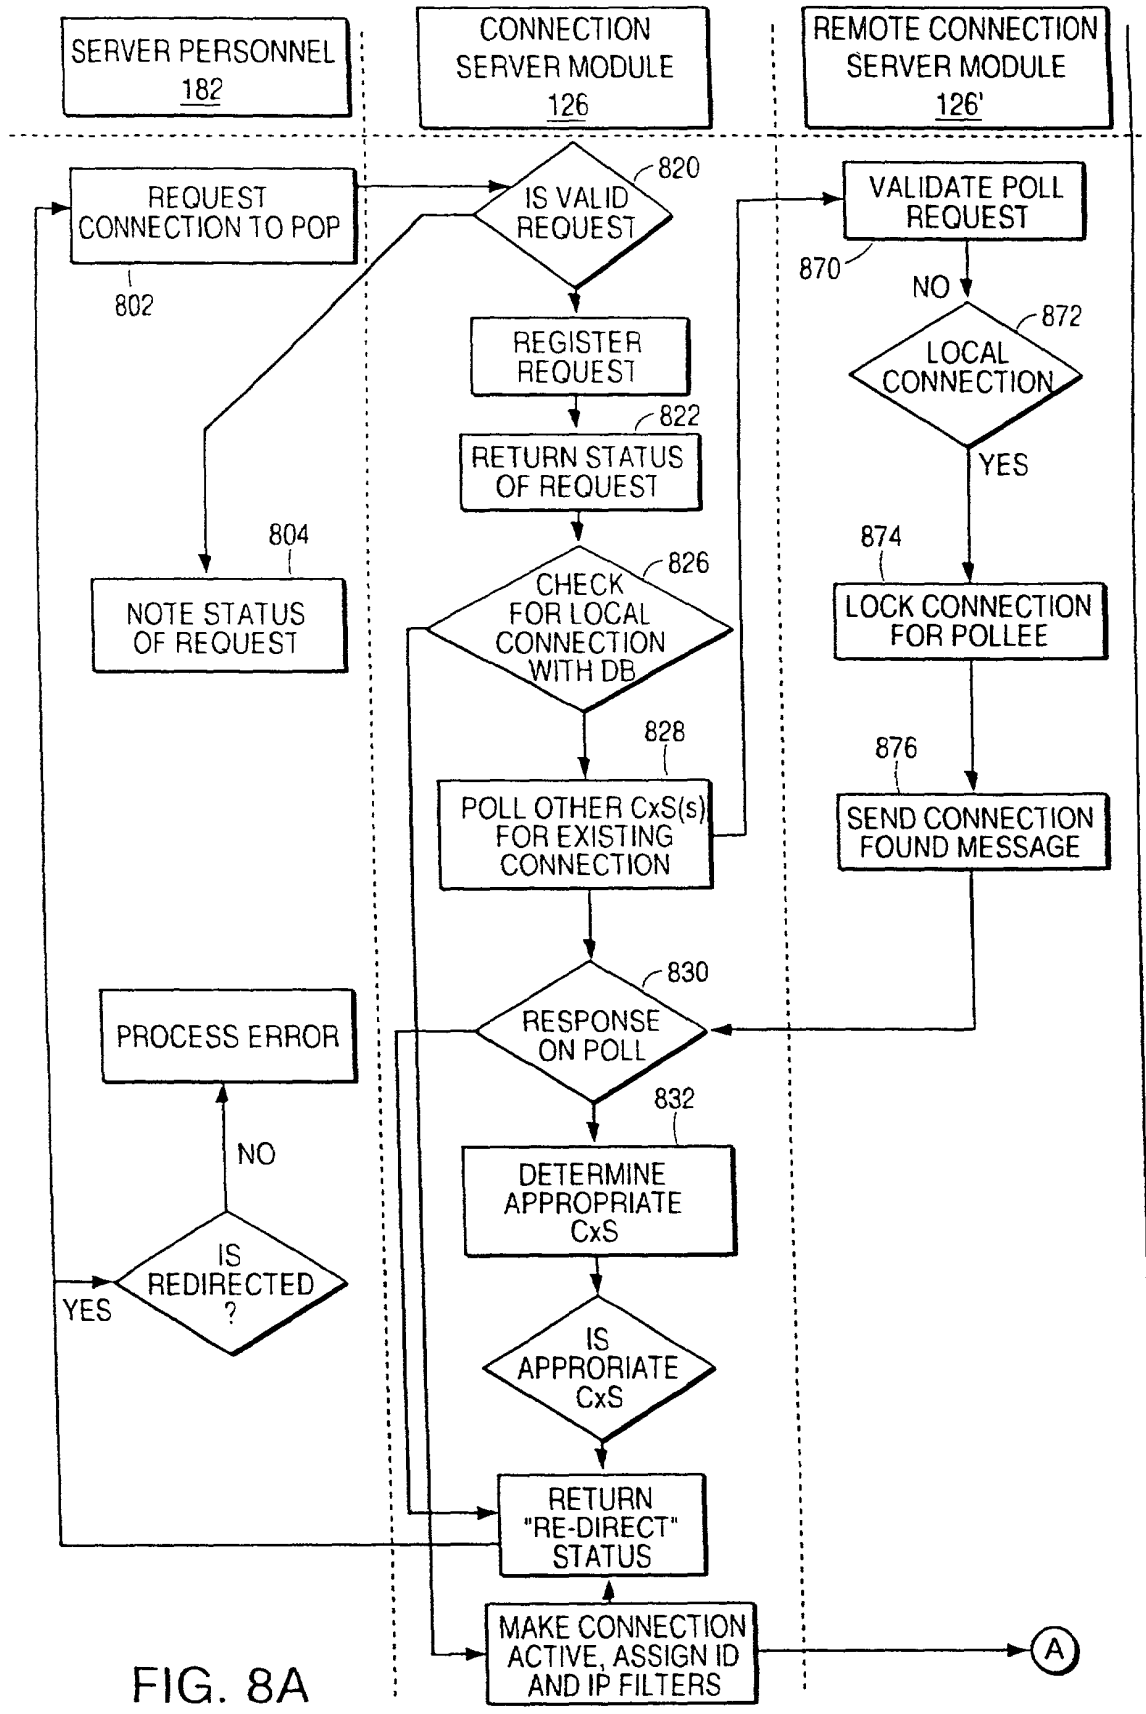 SERVER PERSONNEL
182
CONNECTION
SERVER MODULE
126
REMOTE CONNECTION
SERVER MODULE
126'
REQUEST
CONNECTION TO POP
802
IS VALID
REQUEST
820
VALIDATE POLL
REQUEST
870
NO
872
LOCAL
CONNECTION
YES
REGISTER
REQUEST
822
RETURN STATUS
OF REQUEST
804
NOTE STATUS
OF REQUEST
826
CHECK
FOR LOCAL
CONNECTION
WITH DB
874
LOCK CONNECTION
FOR POLLEE
828
POLL OTHER CxS(s)
FOR EXISTING
CONNECTION
876
SEND CONNECTION
FOUND MESSAGE
830
RESPONSE
ON POLL
PROCESS ERROR
NO
832
DETERMINE
APPROPRIATE
CxS
IS
REDIRECTED
?
YES
IS
APPRORIATE
CxS
RETURN
"RE-DIRECT"
STATUS
MAKE CONNECTION
ACTIVE, ASSIGN ID
AND IP FILTERS
A
FIG. 8A